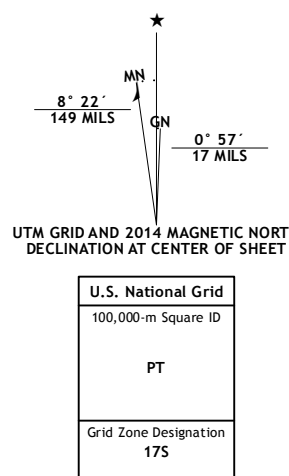 ★
MN
GN
8° 22´
149 MILS
0° 57´
17 MILS
UTM GRID AND 2014 MAGNETIC NORT
DECLINATION AT CENTER OF SHEET
U.S. National Grid
100,000-m Square ID
PT
Grid Zone Designation
17S